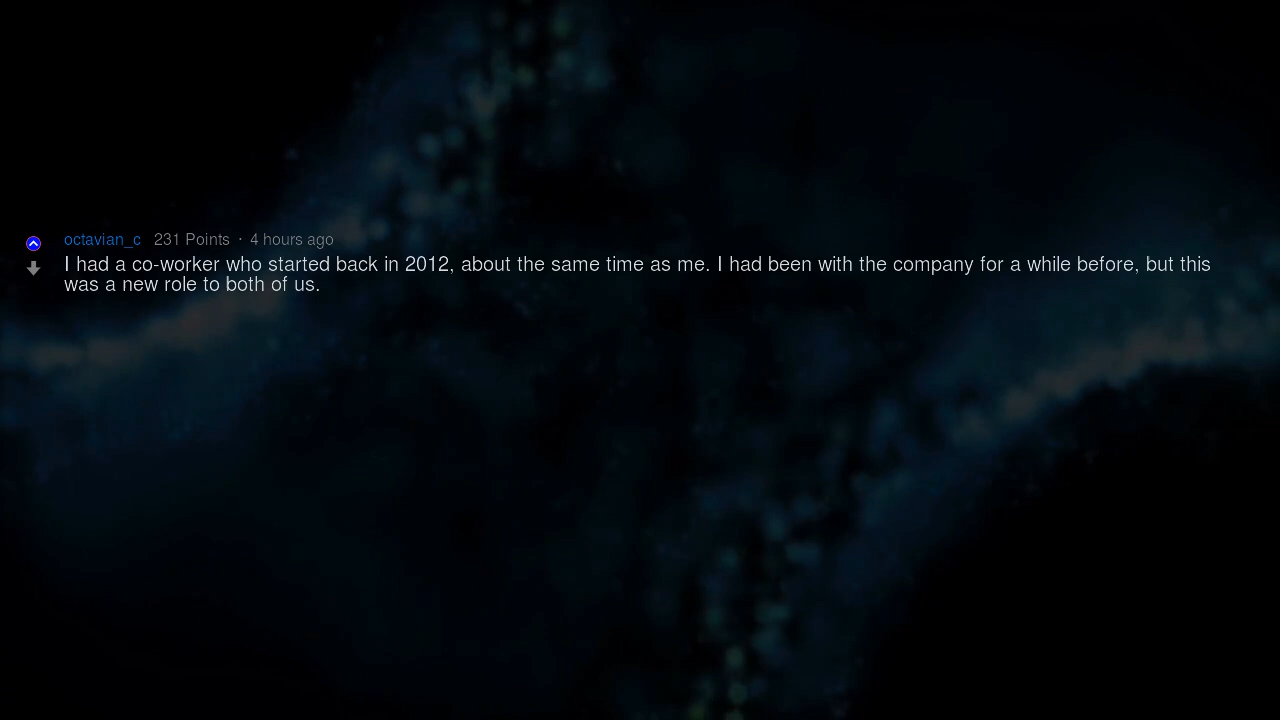 octavian_c 231 Points · 4 hours ago
I had a co-worker who started back in 2012, about the same time as me. I had been with the company for a while before, but this
was a new role to both of us.